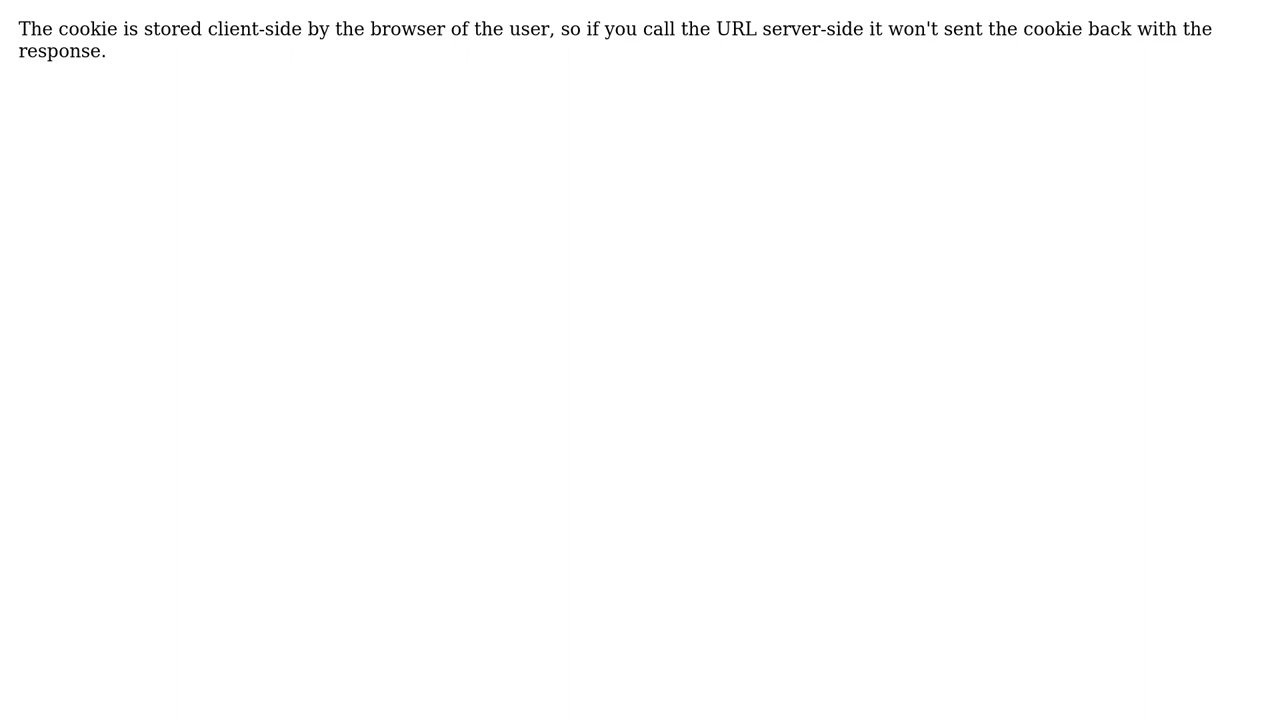 The cookie is stored client-side by the browser of the user, so if you call the URL server-side it won't sent the cookie back with the
response.